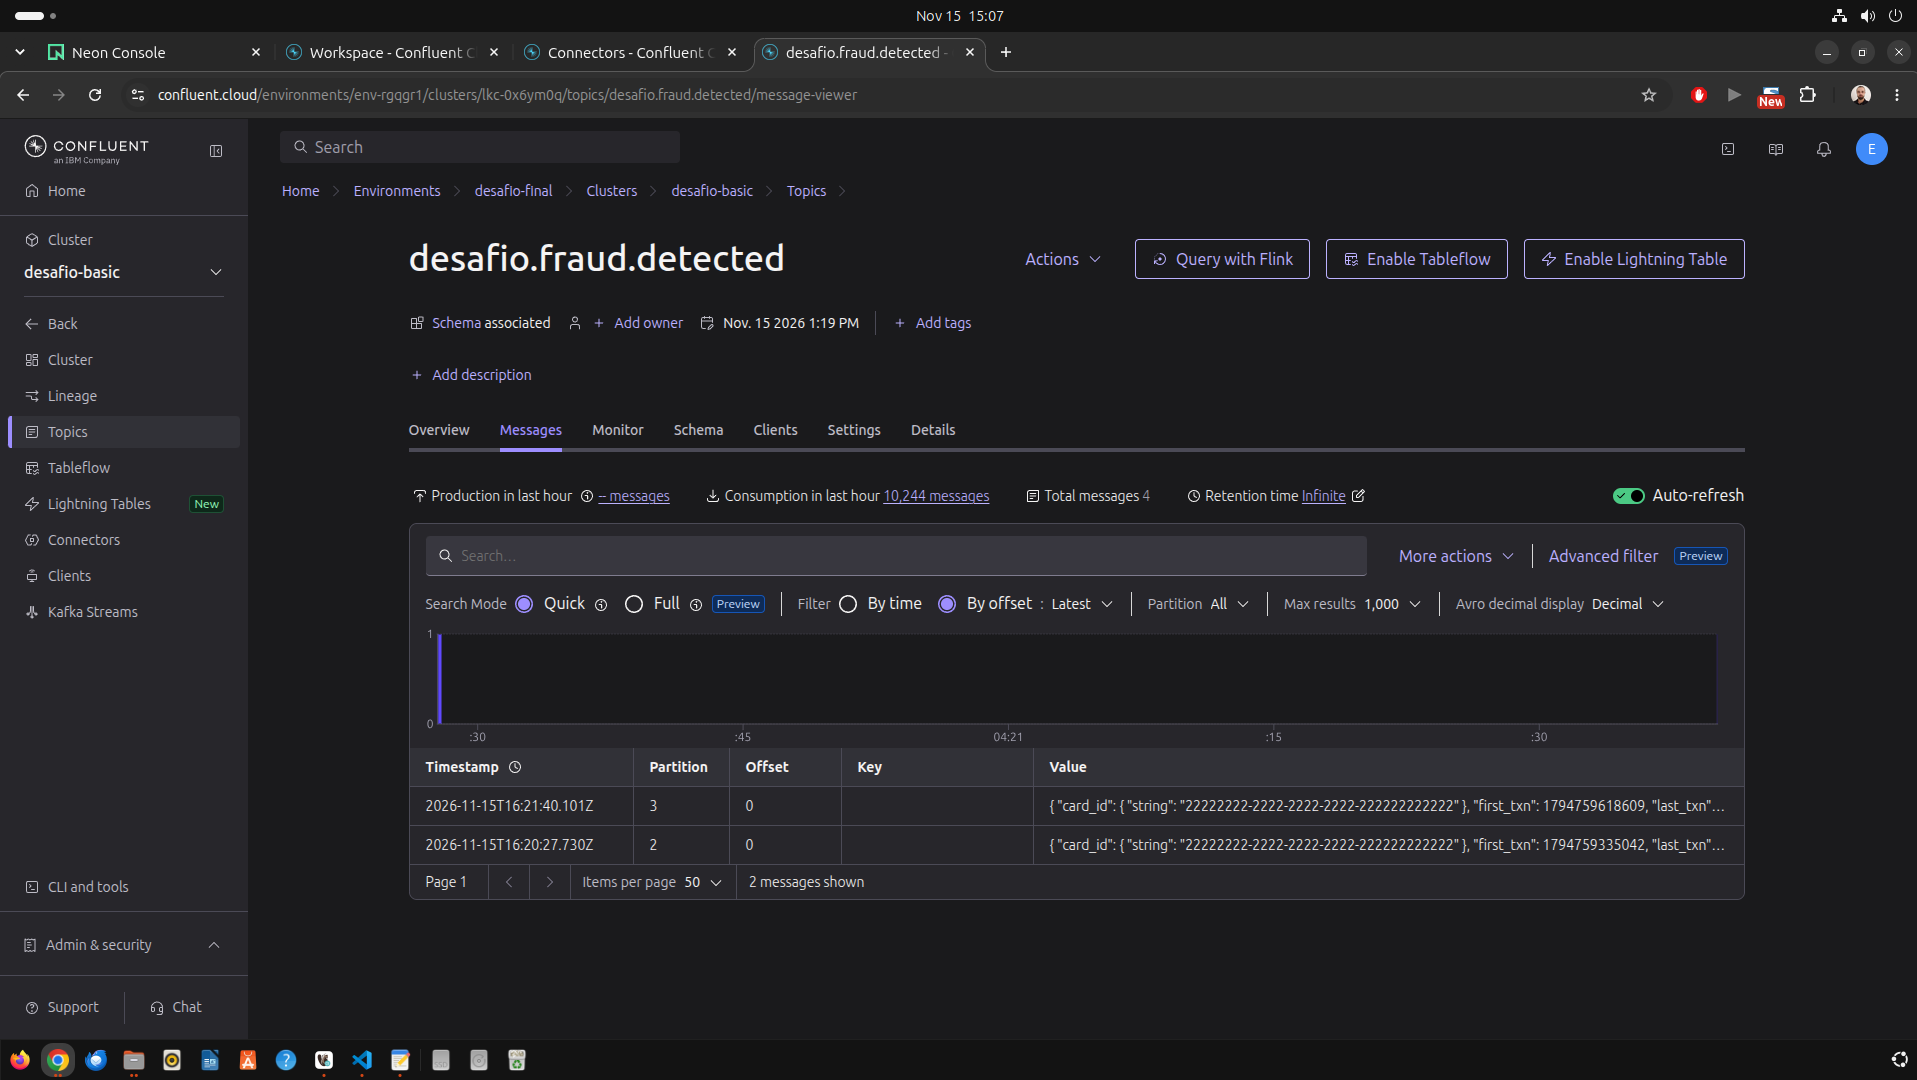 Nov 15 15:07
Neon Console
Workspace - Confluent C
Connectors - Confluent C
desafio.fraud.detected -
confluent.cloud/environments/env-rgqgr1/clusters/lkc-0x6ym0q/topics/desafio.fraud.detected/message-viewer
New
CONFLUENT
an IBM Company
Search
E
Home
Home
Environments
desafio-final
Clusters
desafio-basic
Topics
Cluster
desafio-basic
Back
Cluster
Lineage
Topics
Tableflow
Lightning Tables New
Connectors
Clients
Kafka Streams
CLI and tools
Admin & security
Support
Chat
desafio.fraud.detected
Actions
Query with Flink
Enable Tableflow
Enable Lightning Table
Schema associated
+ Add owner
Nov. 15 2026 1:19 PM
+ Add tags
+ Add description
Overview
Messages
Monitor
Schema
Clients
Settings
Details
Production in last hour -- messages
Consumption in last hour 10,244 messages
Total messages 4
Retention time Infinite
Auto-refresh
Search...
More actions
Advanced filter Preview
Search Mode Quick Full Preview
Filter By time By offset : Latest
Partition All
Max results 1,000
Avro decimal display Decimal
1
0
:30
:45
04:21
:15
:30
Timestamp Partition Offset Key Value
2026-11-15T16:21:40.101Z 3 0 { "card_id": { "string": "22222222-2222-2222-2222-222222222222" }, "first_txn": 1794759618609, "last_txn"...
2026-11-15T16:20:27.730Z 2 0 { "card_id": { "string": "22222222-2222-2222-2222-222222222222" }, "first_txn": 1794759335042, "last_txn"...
Page 1
Items per page 50
2 messages shown